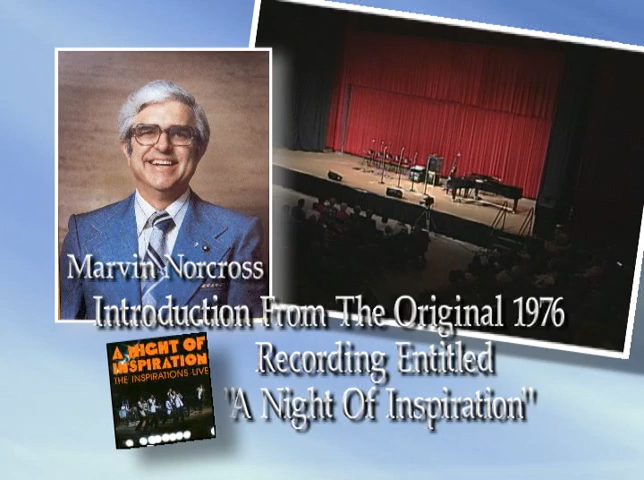 Marvin Norcross
Introduction From The Original 1976
Recording Entitled
"A Night Of Inspiration"
A NIGHT OF
INSPIRATION
THE INSPIRATIONS LIVE